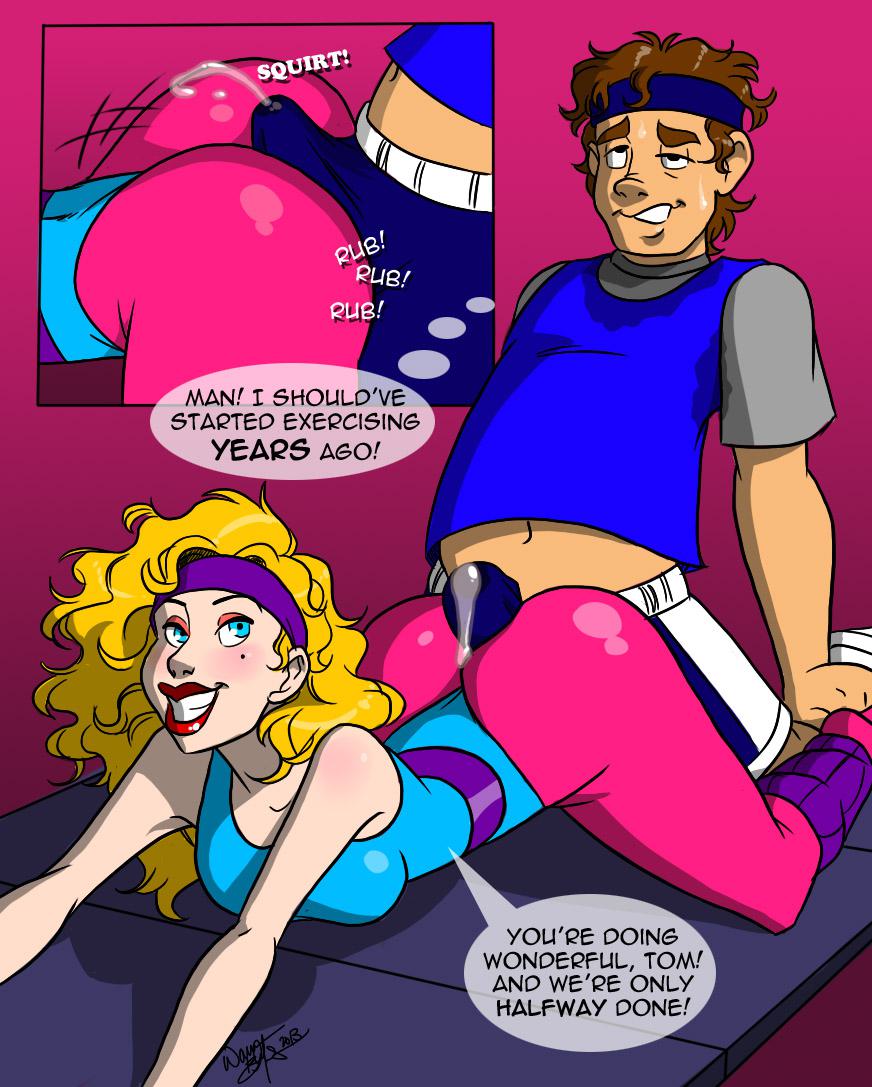 SQUIRT!
RUB!
RUB!
RUB!
MAN! I SHOULD'VE
STARTED EXERCISING
YEARS AGO!
YOU'RE DOING
WONDERFUL, TOM!
AND WE'RE ONLY
HALFWAY DONE!
2013